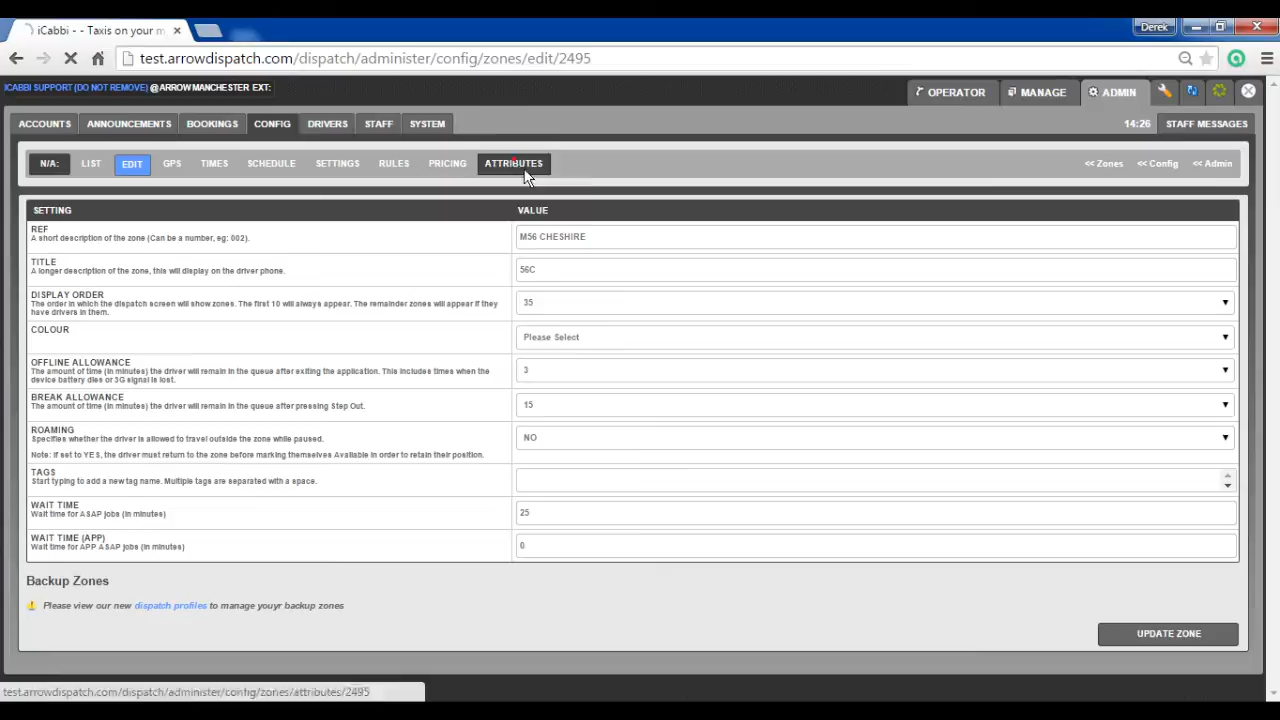 iCabbi - - Taxis on your m
Derek
test.arrowdispatch.com/dispatch/administer/config/zones/edit/2495
ICABBI SUPPORT (DO NOT REMOVE) @ARROWMANCHESTER EXT:
OPERATOR MANAGE ADMIN
ACCOUNTS ANNOUNCEMENTS BOOKINGS CONFIG DRIVERS STAFF SYSTEM 14:26 STAFF MESSAGES
N/A: LIST EDIT GPS TIMES SCHEDULE SETTINGS RULES PRICING ATTRIBUTES << Zones << Config << Admin
SETTING VALUE
REF
A short description of the zone (Can be a number, eg: 002).
M56 CHESHIRE
TITLE
A longer description of the zone, this will display on the driver phone.
56C
DISPLAY ORDER
The order in which the dispatch screen will show zones. The first 10 will always appear. The remainder zones will appear if they
have drivers in them.
35
COLOUR
Please Select
OFFLINE ALLOWANCE
The amount of time (in minutes) the driver will remain in the queue after exiting the application. This includes times when the
device battery dies or 3G signal is lost.
3
BREAK ALLOWANCE
The amount of time (in minutes) the driver will remain in the queue after pressing Step Out.
15
ROAMING
Specifies whether the driver is allowed to travel outside the zone while paused.
Note: If set to YES, the driver must return to the zone before marking themselves Available in order to retain their position.
NO
TAGS
Start typing to add a new tag name. Multiple tags are separated with a space.
WAIT TIME
Wait time for ASAP jobs (in minutes)
25
WAIT TIME (APP)
Wait time for APP ASAP jobs (in minutes)
0
Backup Zones
Please view our new dispatch profiles to manage youyr backup zones
UPDATE ZONE
test.arrowdispatch.com/dispatch/administer/config/zones/attributes/2495